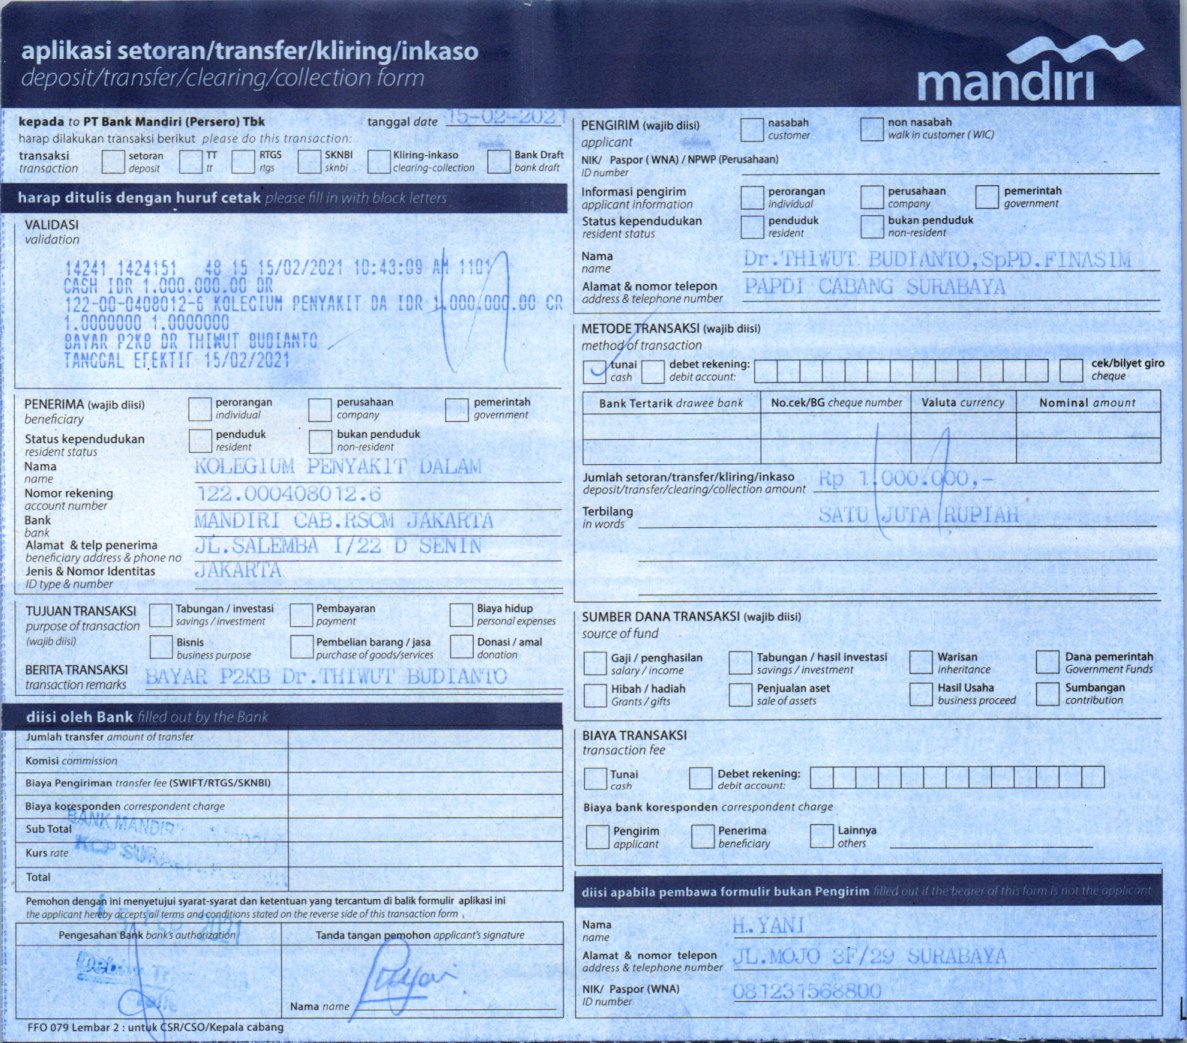 aplikasi setoran/transfer/kliring/inkaso
deposit/transfer/clearing/collection form
mandiri
kepada to PT Bank Mandiri (Persero) Tbk
tanggal date 15-02-2021
harap dilakukan transaksi berikut please do this transaction:
transaksi transaction
setoran deposit
TT tt
RTGS rtgs
SKNBI sknbi
Kliring-inkaso clearing-collection
Bank Draft bank draft
harap ditulis dengan huruf cetak please fill in with block letters
VALIDASI
validation
14241 1424151 48 15 15/02/2021 10:43:09 AM 1101
CASH IDR 1.000.000.00 DR
122-00-0408012-6 KOLEGIUM PENYAKIT DA IDR 1.000.000.00 CR
1.0000000 1.0000000
BAYAR P2KB DR THIWUT BUDIANTO
TANGGAL EFEKTIF 15/02/2021
PENERIMA (wajib diisi)
beneficiary
perorangan individual
perusahaan company
pemerintah government
Status kependudukan
resident status
penduduk resident
bukan penduduk non-resident
Nama KOLEGIUM PENYAKIT DALAM
name
Nomor rekening 122.000408012.6
account number
Bank MANDIRI CAB.RSCM JAKARTA
bank
Alamat & telp penerima JL.SALEMBA I/22 D SENIN
beneficiary address & phone no
Jenis & Nomor Identitas JAKARTA
ID type & number
TUJUAN TRANSAKSI
purpose of transaction
(wajib diisi)
Tabungan / investasi savings / investment
Pembayaran payment
Biaya hidup personal expenses
Bisnis business purpose
Pembelian barang / jasa purchase of goods/services
Donasi / amal donation
BERITA TRANSAKSI BAYAR P2KB Dr.THIWUT BUDIANTO
transaction remarks
diisi oleh Bank filled out by the Bank
Jumlah transfer amount of transfer
Komisi commission
Biaya Pengiriman transfer fee (SWIFT/RTGS/SKNBI)
Biaya koresponden correspondent charge
BANK MANDIRI
Sub Total
Kurs rate
KCP
Total
Pemohon dengan ini menyetujui syarat-syarat dan ketentuan yang tercantum di balik formulir aplikasi ini
the applicant hereby accepts all terms and conditions stated on the reverse side of this transaction form
Pengesahan Bank bank's authorization
Tanda tangan pemohon applicant's signature
2021
Nama name
FFO 079 Lembar 2 : untuk CSR/CSO/Kepala cabang
PENGIRIM (wajib diisi)
applicant
nasabah customer
non nasabah walk in customer (WIC)
NIK/ Paspor (WNA) / NPWP (Perusahaan)
ID number
Informasi pengirim
applicant information
perorangan individual
perusahaan company
pemerintah government
Status kependudukan
resident status
penduduk resident
bukan penduduk non-resident
Nama Dr.THIWUT BUDIANTO,SpPD.FINASIM
name
Alamat & nomor telepon PAPDI CABANG SURABAYA
address & telephone number
METODE TRANSAKSI (wajib diisi)
method of transaction
tunai cash
debet rekening: debit account:
cek/bilyet giro cheque
Bank Tertarik drawee bank
No.cek/BG cheque number
Valuta currency
Nominal amount
Jumlah setoran/transfer/kliring/inkaso Rp 1.000.000,-
deposit/transfer/clearing/collection amount
Terbilang SATU JUTA RUPIAH
in words
SUMBER DANA TRANSAKSI (wajib diisi)
source of fund
Gaji / penghasilan salary / income
Tabungan / hasil investasi savings / investment
Warisan inheritance
Dana pemerintah Government Funds
Hibah / hadiah Grants / gifts
Penjualan aset sale of assets
Hasil Usaha business proceed
Sumbangan contribution
BIAYA TRANSAKSI
transaction fee
Tunai cash
Debet rekening: debit account:
Biaya bank koresponden correspondent charge
Pengirim applicant
Penerima beneficiary
Lainnya others
diisi apabila pembawa formulir bukan Pengirim filled out if the bearer of this form is not the applicant
Nama H.YANI
name
Alamat & nomor telepon JL.MOJO 3F/29 SURABAYA
address & telephone number
NIK/ Paspor (WNA) 081231568800
ID number